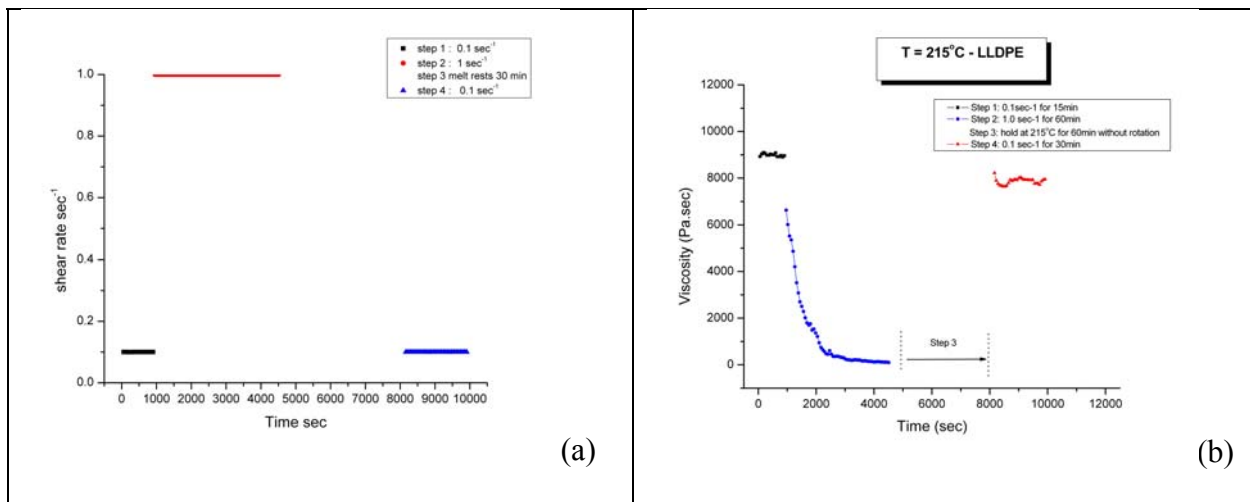 step 1 : 0.1 sec⁻¹
step 2 : 1 sec⁻¹
step 3 melt rests 30 min
step 4 : 0.1 sec⁻¹
1.0
0.8
0.6
0.4
0.2
0.0
shear rate sec⁻¹
0 1000 2000 3000 4000 5000 6000 7000 8000 9000 10000
Time sec
(a)
T = 215°C - LLDPE
12000
10000
8000
6000
4000
2000
0
Viscosity (Pa.sec)
Step 1: 0.1sec-1 for 15min
Step 2: 1.0 sec-1 for 60min
Step 3: hold at 215°C for 60min without rotation
Step 4: 0.1 sec-1 for 30min
Step 3
0 2000 4000 6000 8000 10000 12000
Time (sec)
(b)